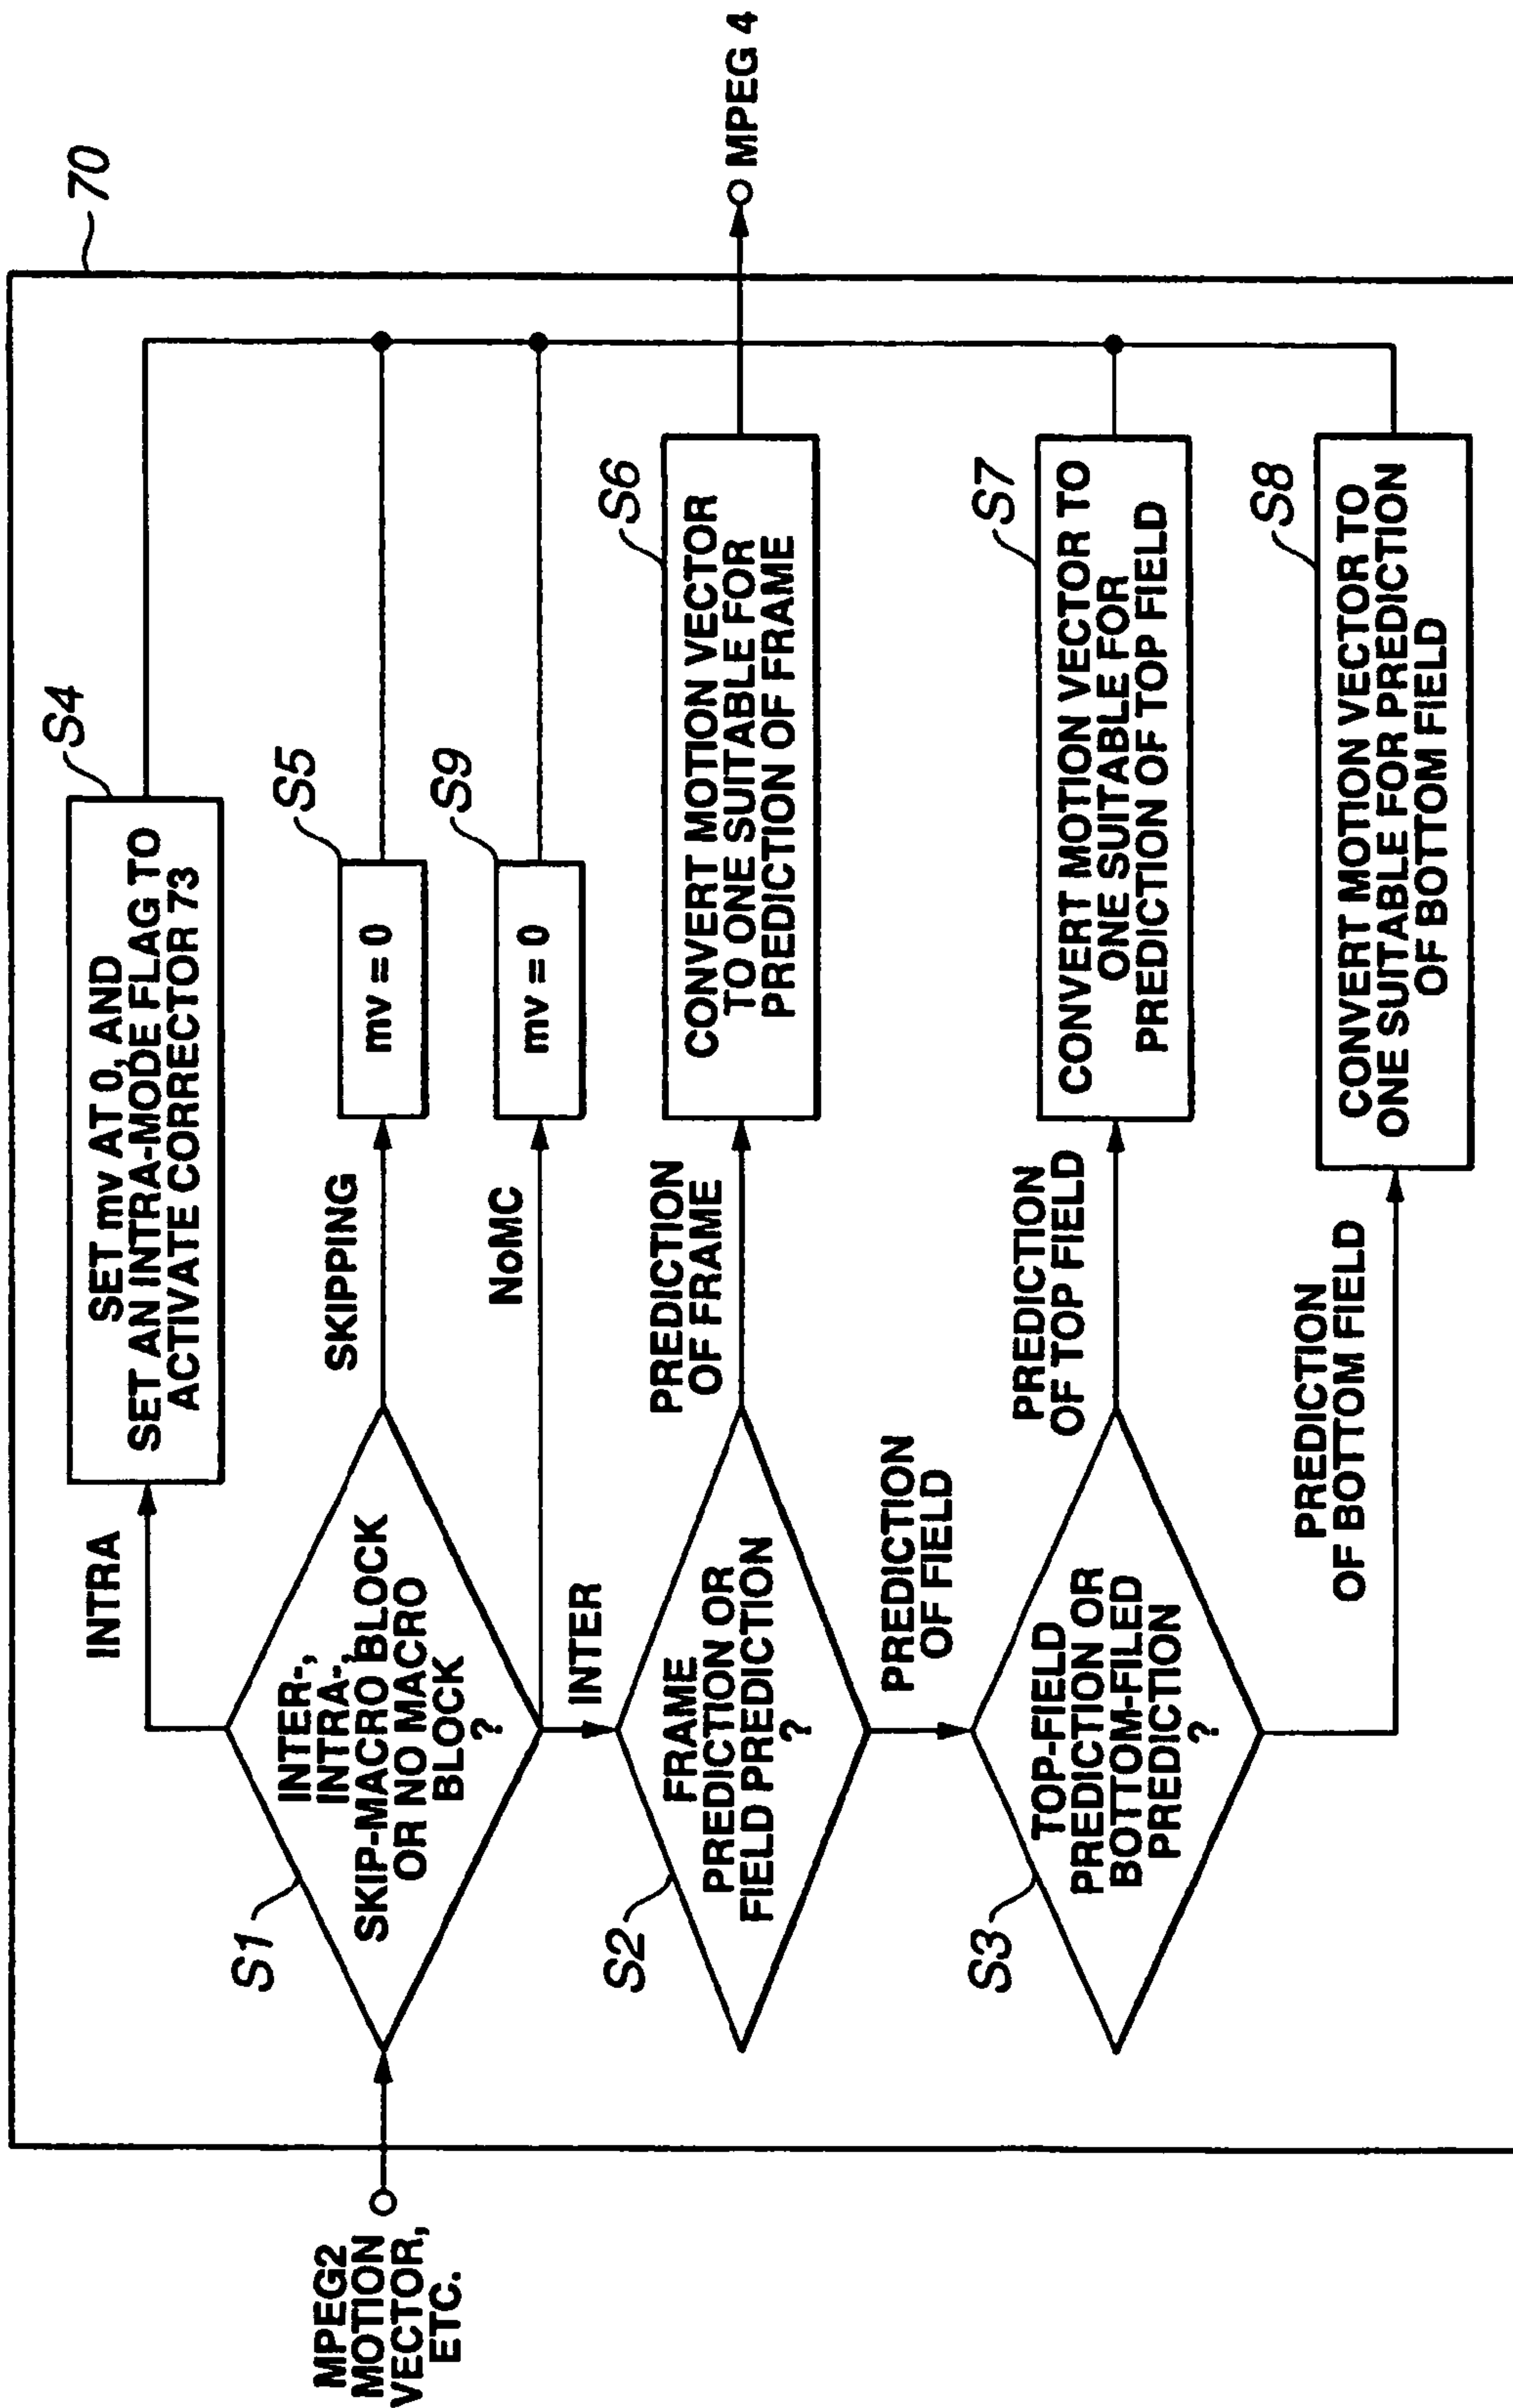 70
MPEG2
MOTION
VECTOR,
ETC.
S1
INTER-,
INTRA-,
SKIP-MACRO BLOCK
OR NO MACRO
BLOCK
?
INTRA
S4
SET mv AT 0, AND
SET AN INTRA-MODE FLAG TO
ACTIVATE CORRECTOR 73
SKIPPING
S5
mv = 0
NoMC
S9
mv = 0
INTER
S2
FRAME
PREDICTION OR
FIELD PREDICTION
?
PREDICTION
OF FRAME
S6
CONVERT MOTION VECTOR
TO ONE SUITABLE FOR
PREDICTION OF FRAME
MPEG 4
PREDICTION
OF FIELD
S3
TOP-FIELD
PREDICTION OR
BOTTOM-FILED
PREDICTION
?
PREDICTION
OF TOP FIELD
S7
CONVERT MOTION VECTOR TO
ONE SUITABLE FOR
PREDICTION OF TOP FIELD
PREDICTION
OF BOTTOM FIELD
S8
CONVERT MOTION VECTOR TO
ONE SUITABLE FOR PREDICTION
OF BOTTOM FIELD